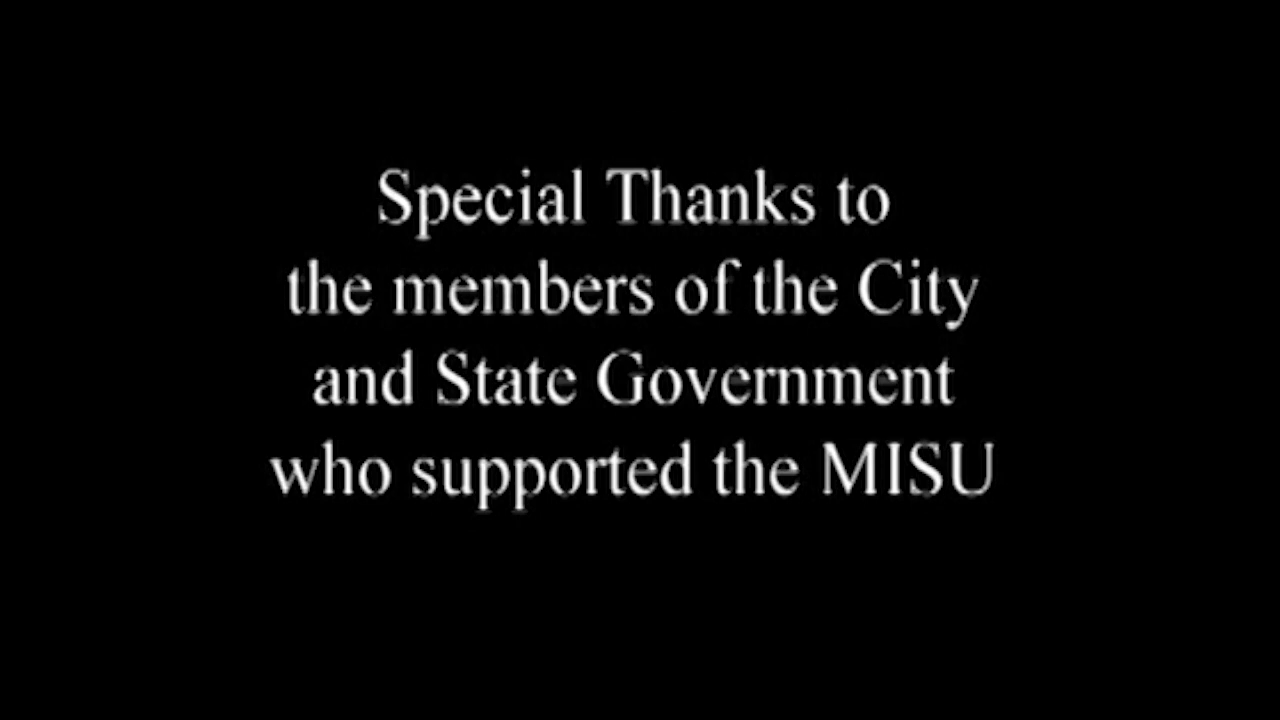 Special Thanks to
the members of the City
and State Government
who supported the MISU